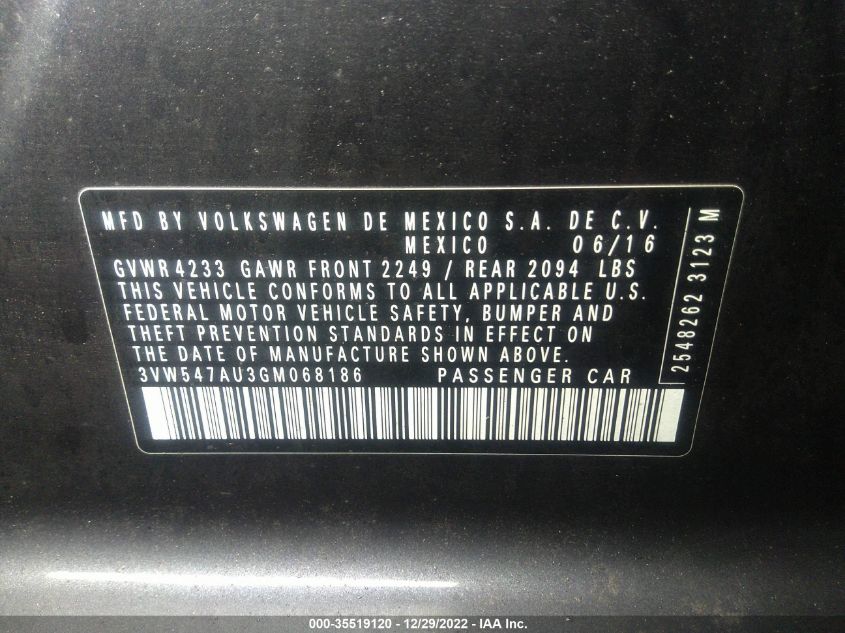 MFD BY VOLKSWAGEN DE MEXICO S.A. DE C.V.
MEXICO 06/16
GVWR 4233 GAWR FRONT 2249 / REAR 2094 LBS
THIS VEHICLE CONFORMS TO ALL APPLICABLE U.S.
FEDERAL MOTOR VEHICLE SAFETY, BUMPER AND
THEFT PREVENTION STANDARDS IN EFFECT ON
THE DATE OF MANUFACTURE SHOWN ABOVE.
3VW547AU3GM068186 PASSENGER CAR
2548262 3123 M
000-35519120 - 12/29/2022 - IAA Inc.